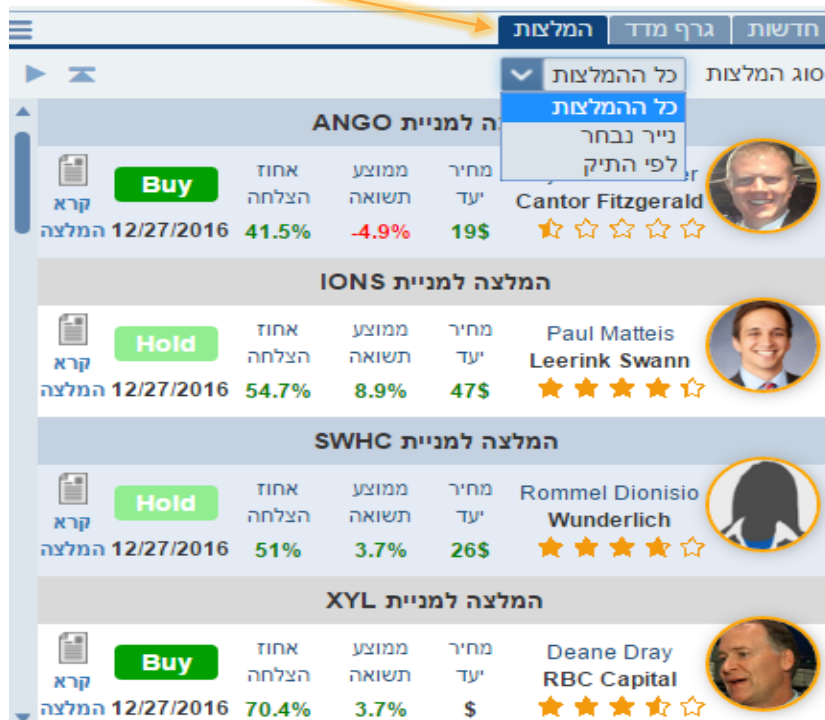 חדשות גרף מדד המלצות
סוג המלצות כל ההמלצות
כל ההמלצות
נייר נבחר
לפי התיק
ה למניית ANGO
Cantor Fitzgerald
מחיר יעד 19$
ממוצע תשואה -4.9%
אחוז הצלחה 41.5%
Buy
12/27/2016
קרא המלצה
המלצה למניית IONS
Paul Matteis
Leerink Swann
מחיר יעד 47$
ממוצע תשואה 8.9%
אחוז הצלחה 54.7%
Hold
12/27/2016
קרא המלצה
המלצה למניית SWHC
Rommel Dionisio
Wunderlich
מחיר יעד 26$
ממוצע תשואה 3.7%
אחוז הצלחה 51%
Hold
12/27/2016
קרא המלצה
המלצה למניית XYL
Deane Dray
RBC Capital
מחיר יעד $
ממוצע תשואה 3.7%
אחוז הצלחה 70.4%
Buy
12/27/2016
קרא המלצה